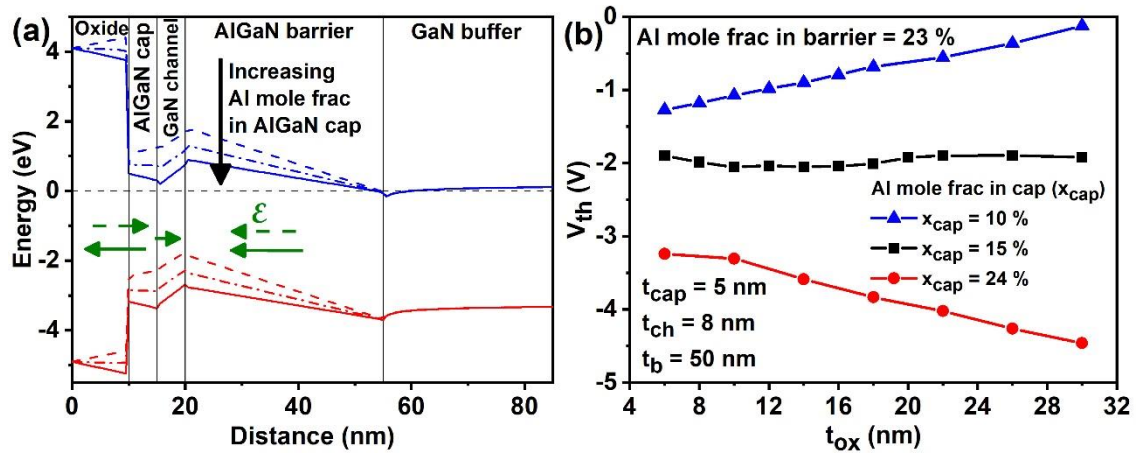 (a)
Oxide
AlGaN cap
GaN channel
AlGaN barrier
GaN buffer
Increasing
Al mole frac
in AlGaN cap
ℰ
Energy (eV)
4
2
0
-2
-4
0
20
40
60
80
Distance (nm)
(b)
Al mole frac in barrier = 23 %
Al mole frac in cap (xcap)
xcap = 10 %
xcap = 15 %
xcap = 24 %
tcap = 5 nm
tch = 8 nm
tb = 50 nm
Vth (V)
0
-1
-2
-3
-4
-5
4
8
12
16
20
24
28
32
tox (nm)